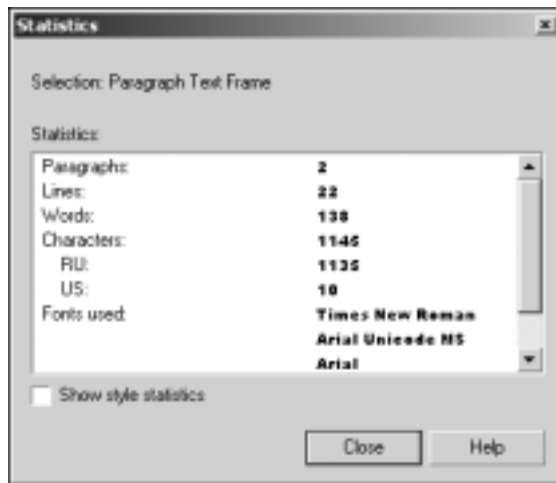 Statistics
Selection: Paragraph Text Frame
Statistics:
Paragraphs: 2
Lines: 22
Words: 138
Characters: 1145
RU: 1135
US: 10
Fonts used: Times New Roman
Arial Unicode MS
Arial
Show style statistics
Close Help